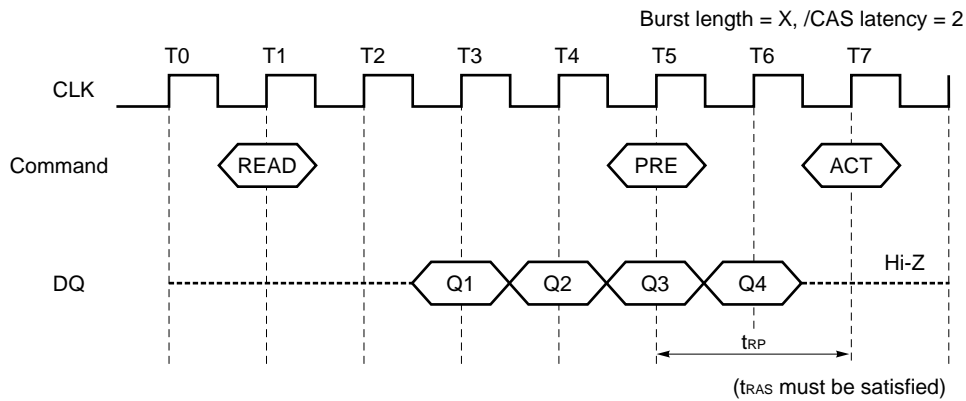 Burst length = X, /CAS latency = 2
T0 T1 T2 T3 T4 T5 T6 T7
CLK
Command READ PRE ACT
DQ Q1 Q2 Q3 Q4 Hi-Z
tRP
(tRAS must be satisfied)